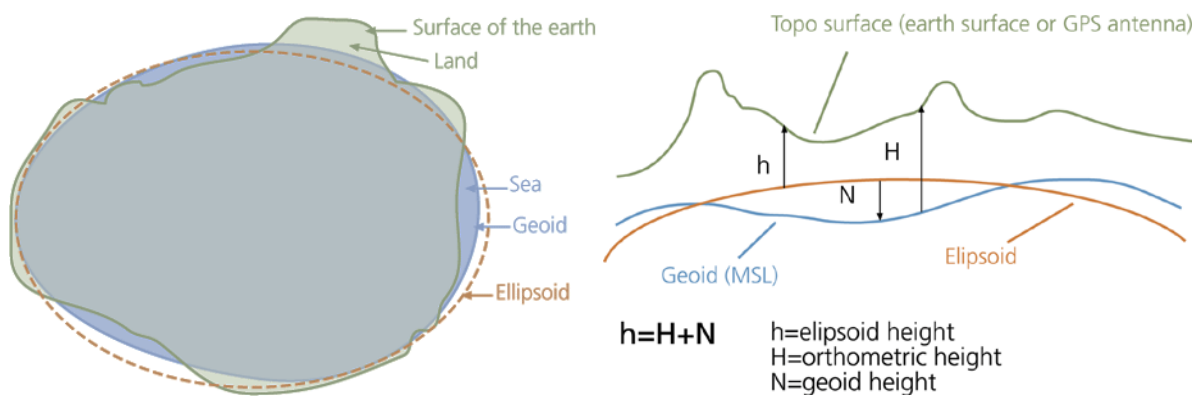 Surface of the earth
Land
Sea
Geoid
Ellipsoid
Topo surface (earth surface or GPS antenna)
h
H
N
Geoid (MSL)
Elipsoid
h=H+N
h=elipsoid height
H=orthometric height
N=geoid height